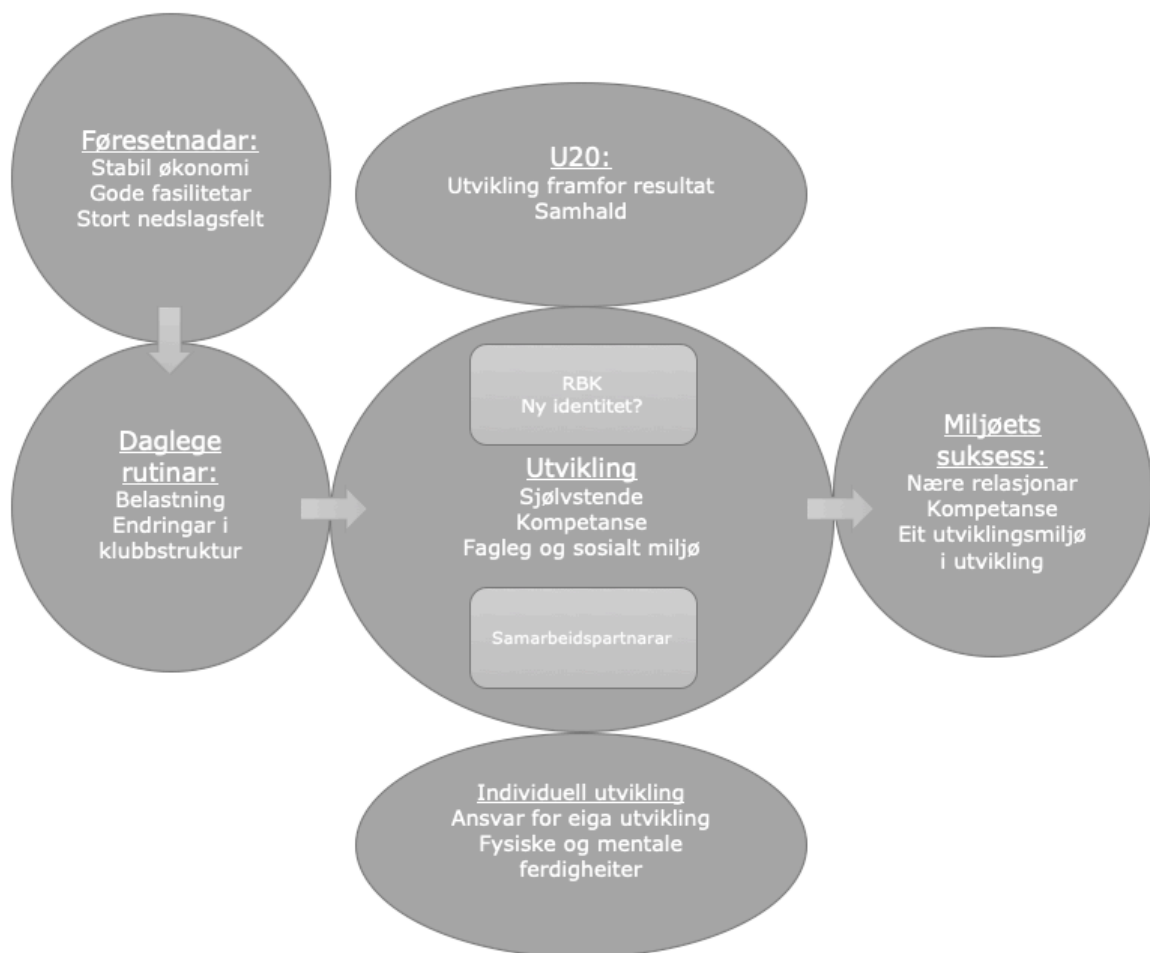 Føresetnadar:
Stabil økonomi
Gode fasilitetar
Stort nedslagsfelt
U20:
Utvikling framfor resultat
Samhald
Daglege
rutinar:
Belastning
Endringar i
klubbstruktur
RBK
Ny identitet?
Utvikling
Sjølvstende
Kompetanse
Fagleg og sosialt miljø
Samarbeidspartnarar
Miljøets
suksess:
Nære relasjonar
Kompetanse
Eit utviklingsmiljø
i utvikling
Individuell utvikling
Ansvar for eiga utvikling
Fysiske og mentale
ferdigheiter